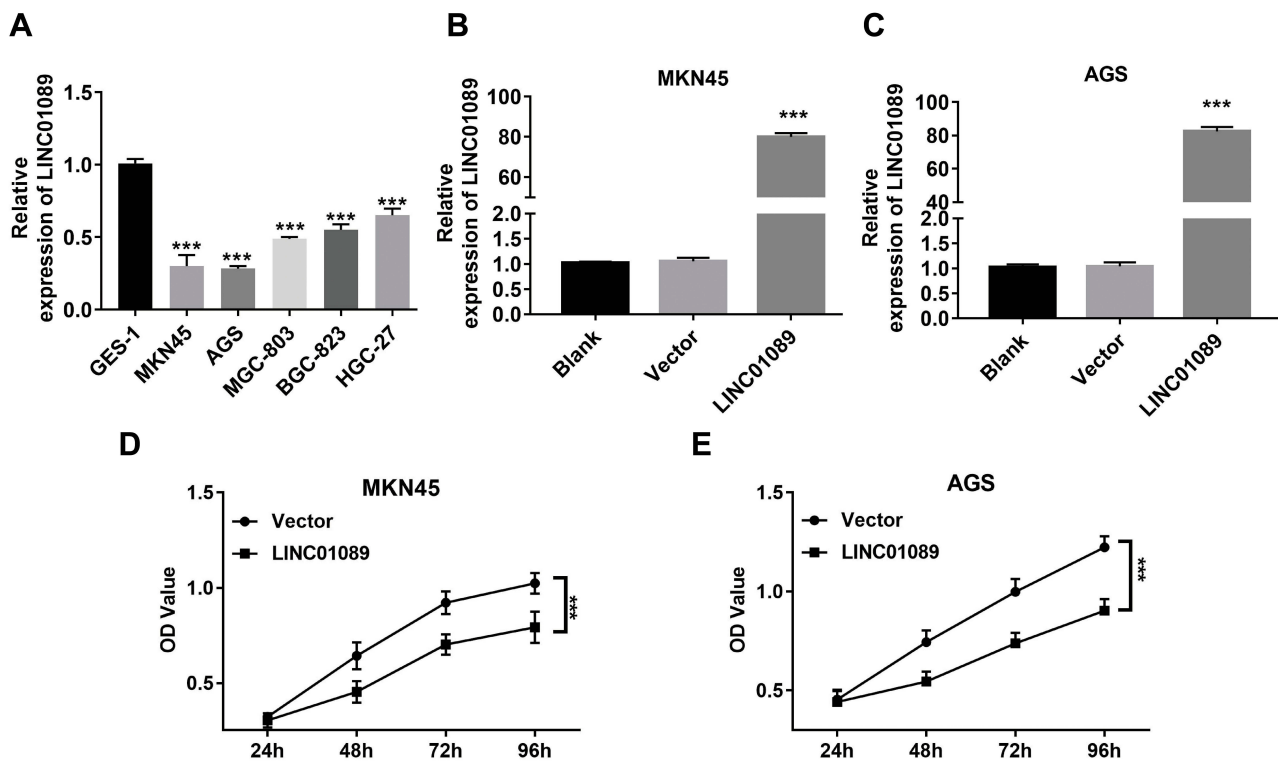 A
Relative
expression of LINC01089
1.5
1.0
0.5
0.0
***
***
***
***
***
GES-1
MKN45
AGS
MGC-803
BGC-823
HGC-27
B
MKN45
Relative
expression of LINC01089
100
80
60
2.0
1.5
1.0
0.5
0.0
***
Blank
Vector
LINC01089
C
AGS
Relative
expression of LINC01089
100
80
60
40
2.0
1.5
1.0
0.5
0.0
***
Blank
Vector
LINC01089
D
MKN45
OD Value
1.5
1.0
0.5
Vector
LINC01089
***
24h
48h
72h
96h
E
AGS
OD Value
1.5
1.0
0.5
Vector
LINC01089
***
24h
48h
72h
96h